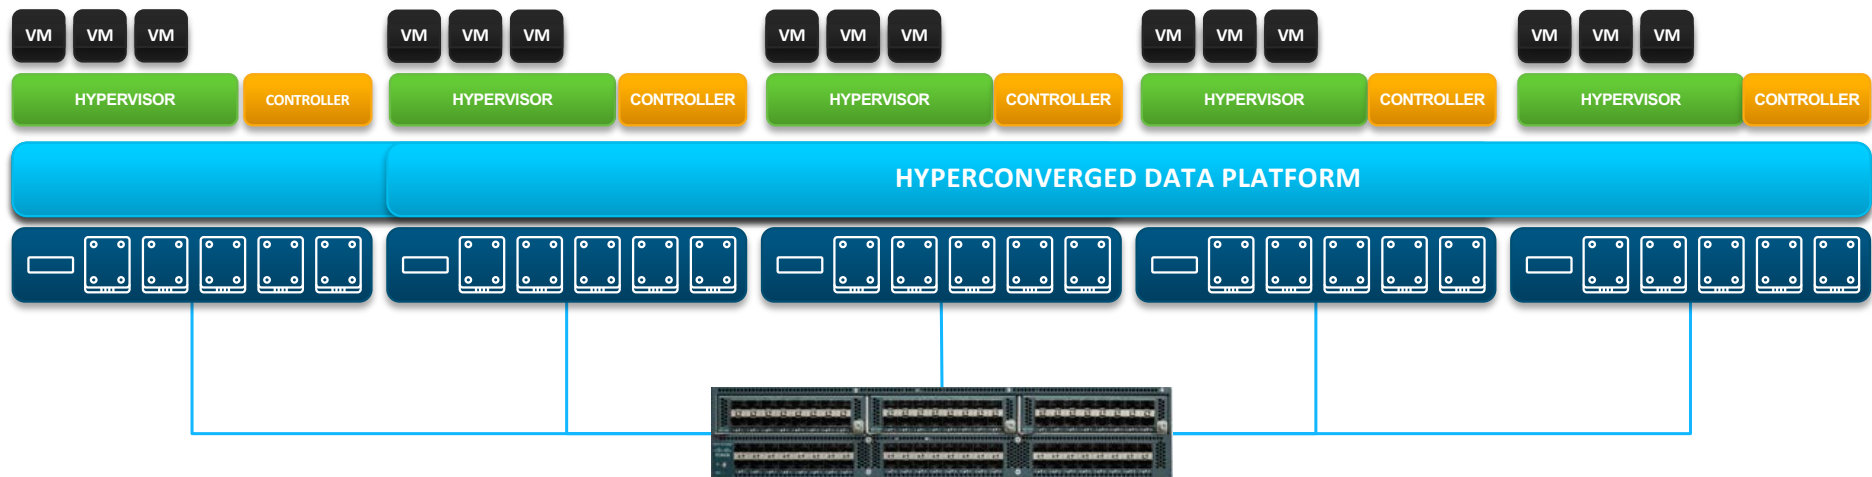 VM VM VM VM VM VM VM VM VM VM VM VM VM VM VM
HYPERVISOR CONTROLLER HYPERVISOR CONTROLLER HYPERVISOR CONTROLLER HYPERVISOR CONTROLLER HYPERVISOR CONTROLLER
HYPERCONVERGED DATA PLATFORM